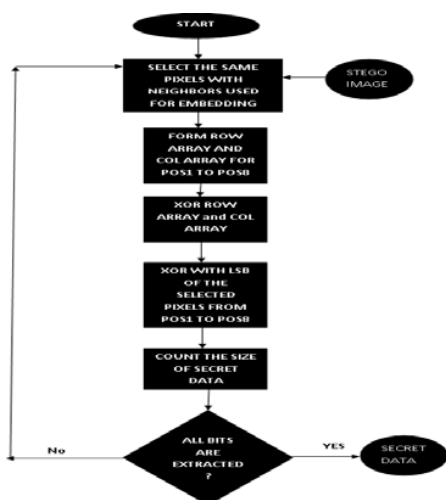 START
SELECT THE SAME
PIXELS WITH
NEIGHBORS USED
FOR EMBEDDING
STEGO
IMAGE
FORM ROW
ARRAY AND
COL ARRAY FOR
POS1 TO POS8
XOR ROW
ARRAY and COL
ARRAY
XOR WITH LSB
OF THE
SELECTED
PIXELS FROM
POS1 TO POS8
COUNT THE SIZE
OF SECRET
DATA
ALL BITS
ARE
EXTRACTED
?
No
YES
SECRET
DATA